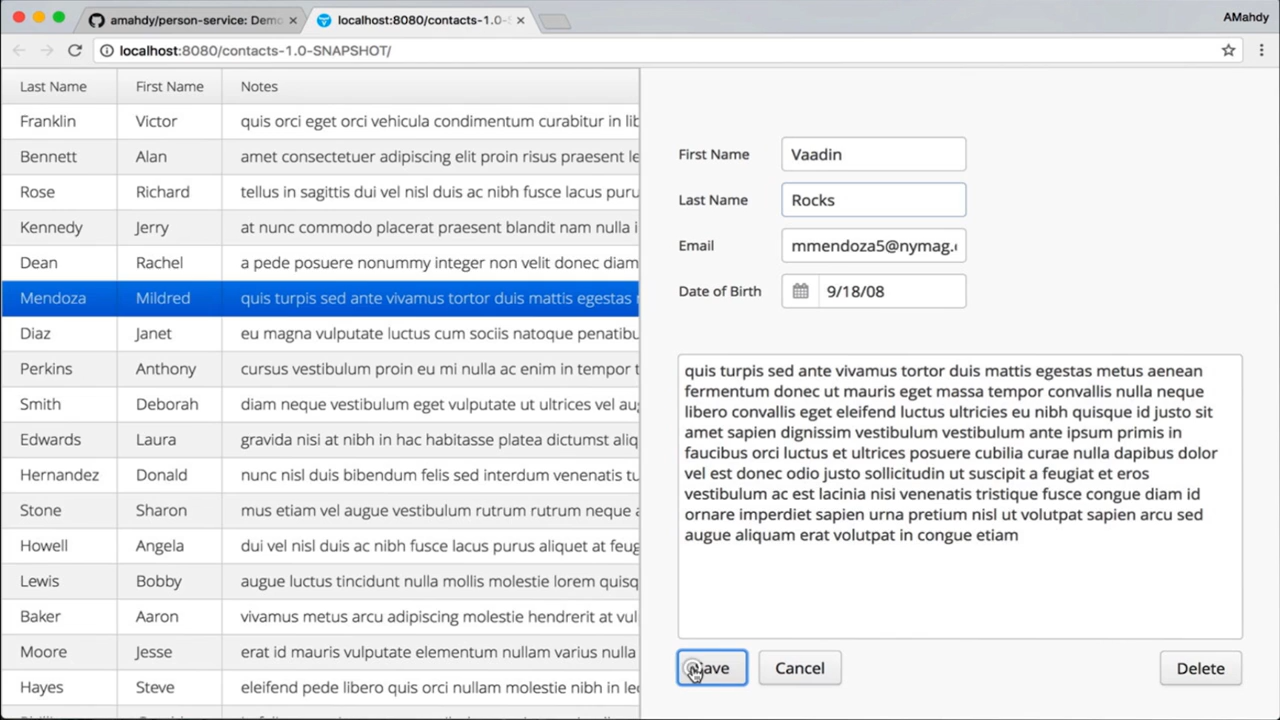 amahdy/person-service: Demo
localhost:8080/contacts-1.0-S
AMahdy
localhost:8080/contacts-1.0-SNAPSHOT/
Last Name First Name Notes
Franklin Victor quis orci eget orci vehicula condimentum curabitur in lib
Bennett Alan amet consectetuer adipiscing elit proin risus praesent le
Rose Richard tellus in sagittis dui vel nisl duis ac nibh fusce lacus puru
Kennedy Jerry at nunc commodo placerat praesent blandit nam nulla i
Dean Rachel a pede posuere nonummy integer non velit donec diam
Mendoza Mildred quis turpis sed ante vivamus tortor duis mattis egestas
Diaz Janet eu magna vulputate luctus cum sociis natoque penatibu
Perkins Anthony cursus vestibulum proin eu mi nulla ac enim in tempor t
Smith Deborah diam neque vestibulum eget vulputate ut ultrices vel aug
Edwards Laura gravida nisi at nibh in hac habitasse platea dictumst aliq
Hernandez Donald nunc nisl duis bibendum felis sed interdum venenatis tu
Stone Sharon mus etiam vel augue vestibulum rutrum rutrum neque a
Howell Angela dui vel nisl duis ac nibh fusce lacus purus aliquet at feug
Lewis Bobby augue luctus tincidunt nulla mollis molestie lorem quisq
Baker Aaron vivamus metus arcu adipiscing molestie hendrerit at vul
Moore Jesse erat id mauris vulputate elementum nullam varius nulla
Hayes Steve eleifend pede libero quis orci nullam molestie nibh in lec
First Name Vaadin
Last Name Rocks
Email mmendoza5@nymag.
Date of Birth 9/18/08
quis turpis sed ante vivamus tortor duis mattis egestas metus aenean
fermentum donec ut mauris eget massa tempor convallis nulla neque
libero convallis eget eleifend luctus ultricies eu nibh quisque id justo sit
amet sapien dignissim vestibulum vestibulum ante ipsum primis in
faucibus orci luctus et ultrices posuere cubilia curae nulla dapibus dolor
vel est donec odio justo sollicitudin ut suscipit a feugiat et eros
vestibulum ac est lacinia nisi venenatis tristique fusce congue diam id
ornare imperdiet sapien urna pretium nisl ut volutpat sapien arcu sed
augue aliquam erat volutpat in congue etiam
Save Cancel Delete